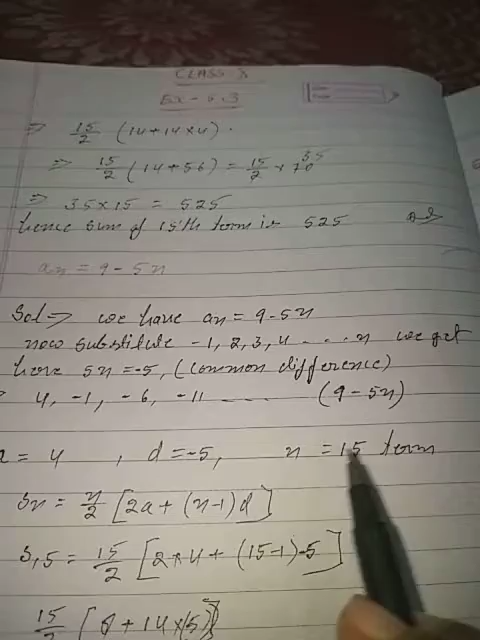 CLASS X
EX-5.3
⇒ 15/2 (14+14×4).
⇒ 15/2 (14+56) = 15/2 × 70 35
⇒ 35×15 = 525
hence sum of 15th term is 525
an = 9-5n
Sol ⇒ we have an = 9-5n
now substitute -1, 2, 3, 4 ... n we get
here 5n = -5, (common difference)
4, -1, -6, -11 ...... (9-5n)
a = 4, d = -5, n = 15 term
Sn = n/2 [2a + (n-1)d]
S15 = 15/2 [2×4 + (15-1)-5]
15/2 [8 + 14×(-5)]